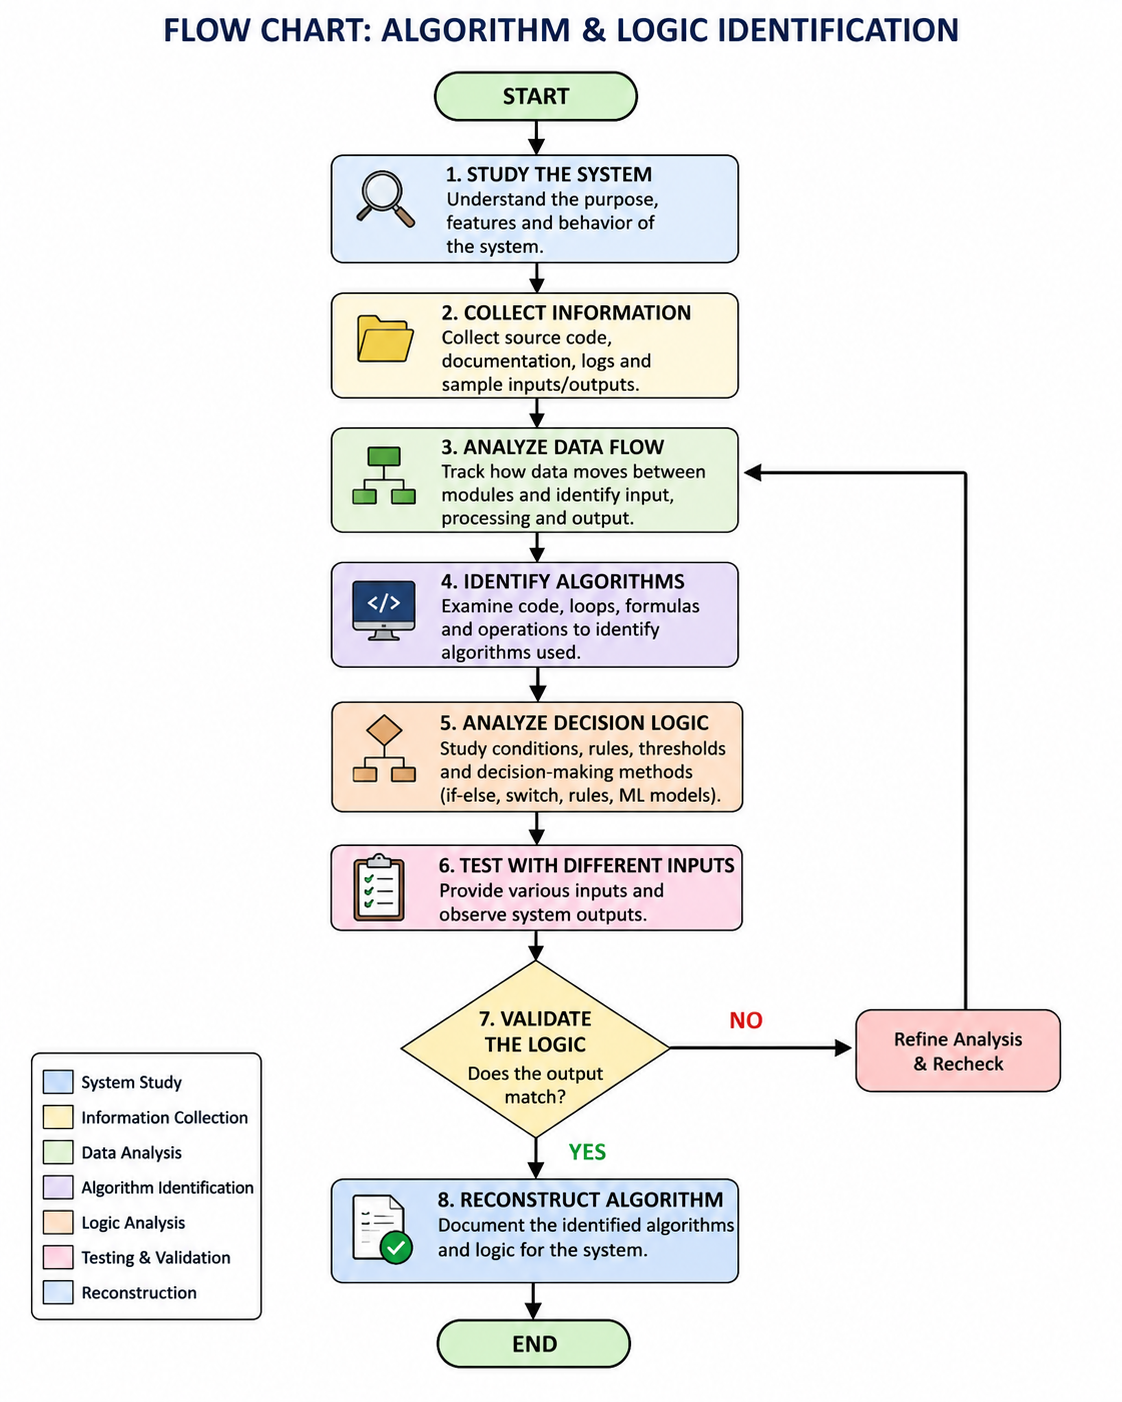 FLOW CHART: ALGORITHM & LOGIC IDENTIFICATION
START
1. STUDY THE SYSTEM
Understand the purpose,
features and behavior of
the system.
2. COLLECT INFORMATION
Collect source code,
documentation, logs and
sample inputs/outputs.
3. ANALYZE DATA FLOW
Track how data moves between
modules and identify input,
processing and output.
4. IDENTIFY ALGORITHMS
</>
Examine code, loops, formulas
and operations to identify
algorithms used.
5. ANALYZE DECISION LOGIC
Study conditions, rules, thresholds
and decision-making methods
(if-else, switch, rules, ML models).
6. TEST WITH DIFFERENT INPUTS
Provide various inputs and
observe system outputs.
7. VALIDATE
THE LOGIC
Does the output
match?
NO
Refine Analysis
& Recheck
YES
8. RECONSTRUCT ALGORITHM
Document the identified algorithms
and logic for the system.
END
System Study
Information Collection
Data Analysis
Algorithm Identification
Logic Analysis
Testing & Validation
Reconstruction